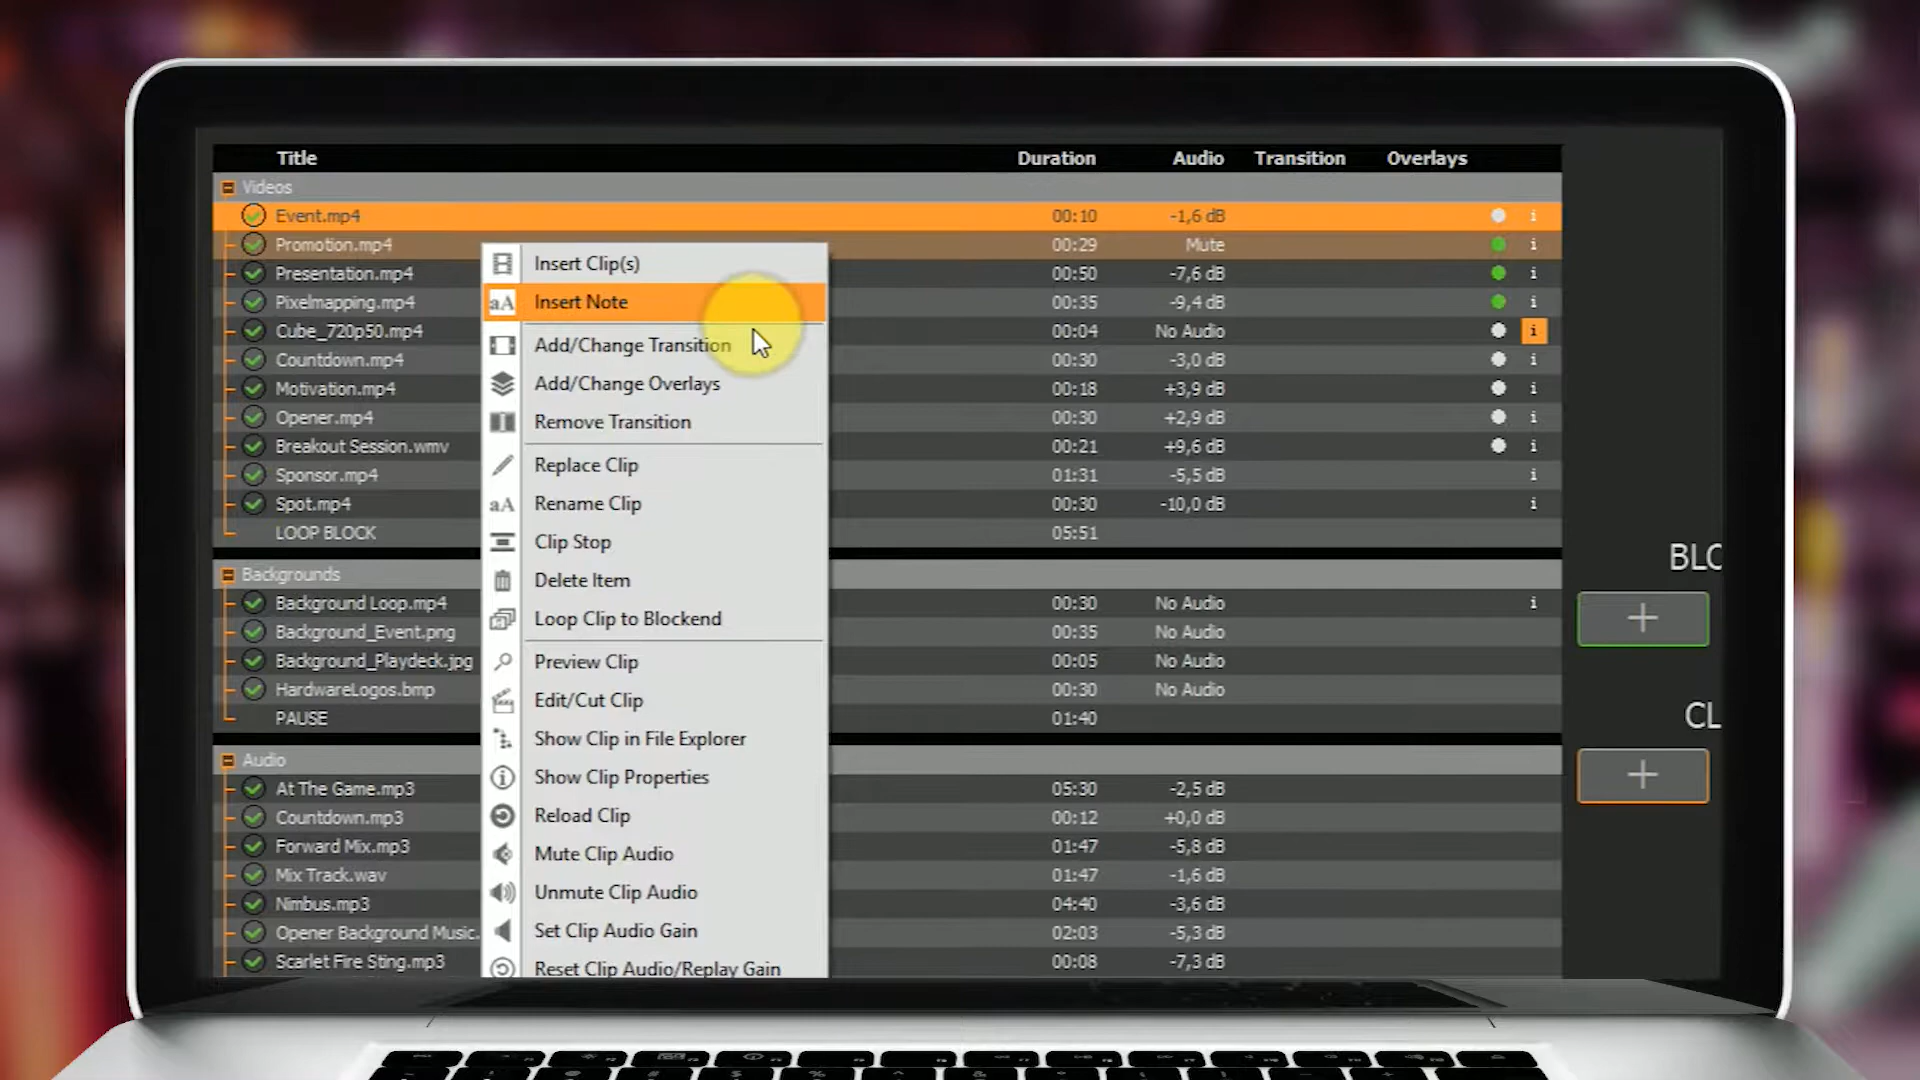 Title Duration Audio Transition Overlays
Videos
Event.mp4 00:10 -1,6 dB i
Promotion.mp4 00:29 Mute i
Presentation.mp4 00:50 -7,6 dB i
Pixelmapping.mp4 00:35 -9,4 dB i
Cube_720p50.mp4 00:04 No Audio i
Countdown.mp4 00:30 -3,0 dB i
Motivation.mp4 00:18 +3,9 dB i
Opener.mp4 00:30 +2,9 dB i
Breakout Session.wmv 00:21 +9,6 dB i
Sponsor.mp4 01:31 -5,5 dB i
Spot.mp4 00:30 -10,0 dB i
LOOP BLOCK 05:51
Backgrounds
Background Loop.mp4 00:30 No Audio i
Background_Event.png 00:35 No Audio
Background_Playdeck.jpg 00:05 No Audio
HardwareLogos.bmp 00:30 No Audio
PAUSE 01:40
Audio
At The Game.mp3 05:30 -2,5 dB
Countdown.mp3 00:12 +0,0 dB
Forward Mix.mp3 01:47 -5,8 dB
Mix Track.wav 01:47 -1,6 dB
Nimbus.mp3 04:40 -3,6 dB
Opener Background Music. 02:03 -5,3 dB
Scarlet Fire Sting.mp3 00:08 -7,3 dB
Insert Clip(s)
aA Insert Note
Add/Change Transition
Add/Change Overlays
Remove Transition
Replace Clip
aA Rename Clip
Clip Stop
Delete Item
Loop Clip to Blockend
Preview Clip
Edit/Cut Clip
Show Clip in File Explorer
Show Clip Properties
Reload Clip
Mute Clip Audio
Unmute Clip Audio
Set Clip Audio Gain
Reset Clip Audio/Replay Gain
BLO
+
CL
+